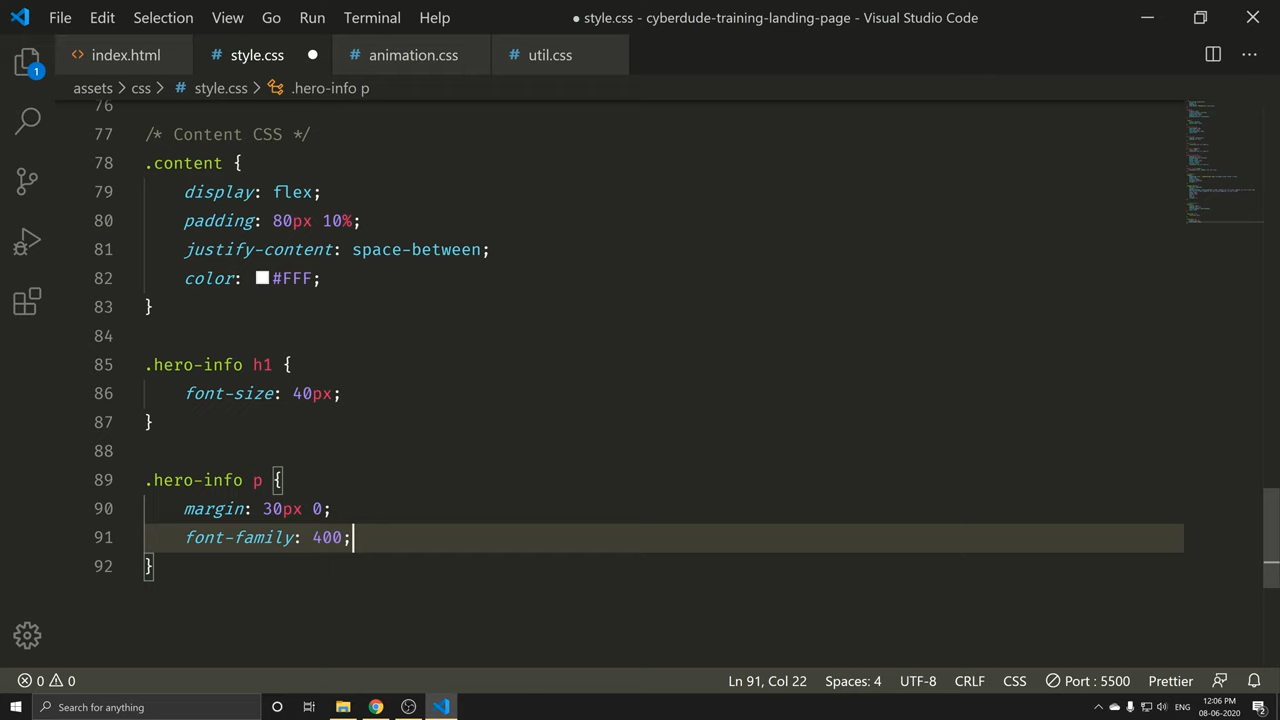 File Edit Selection View Go Run Terminal Help
● style.css - cyberdude-training-landing-page - Visual Studio Code
1
<> index.html
# style.css ●
# animation.css
# util.css
assets > css > # style.css > .hero-info p
76
77 /* Content CSS */
78 .content {
79 display: flex;
80 padding: 80px 10%;
81 justify-content: space-between;
82 color: #FFF;
83 }
84
85 .hero-info h1 {
86 font-size: 40px;
87 }
88
89 .hero-info p {
90 margin: 30px 0;
91 font-family: 400;
92 }
0 0 Ln 91, Col 22 Spaces: 4 UTF-8 CRLF CSS Port : 5500 Prettier
Search for anything
ENG
12:06 PM
08-06-2020
2